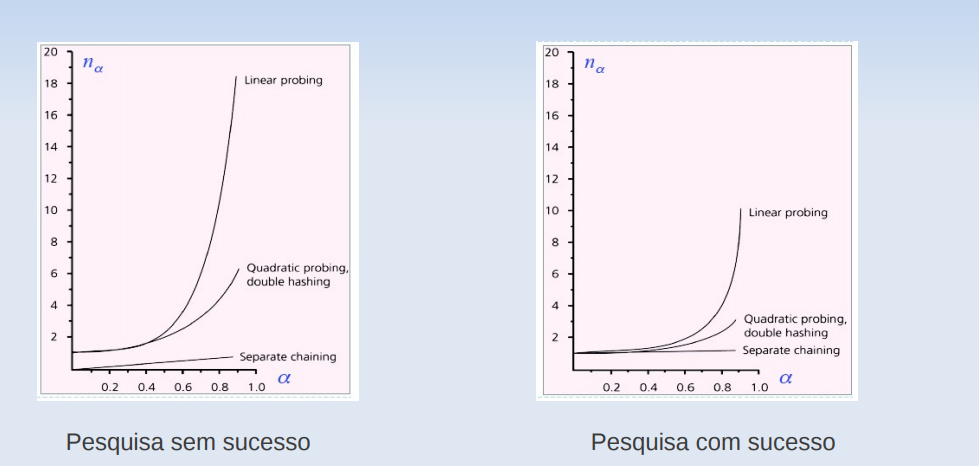 20
n α
18
Linear probing
16
14
12
10
8
6
Quadratic probing,
double hashing
4
2
Separate chaining
0.2 0.4 0.6 0.8 1.0 α
Pesquisa sem sucesso
20
n α
18
16
14
12
10
Linear probing
8
6
4
Quadratic probing,
double hashing
2
Separate chaining
0.2 0.4 0.6 0.8 1.0 α
Pesquisa com sucesso